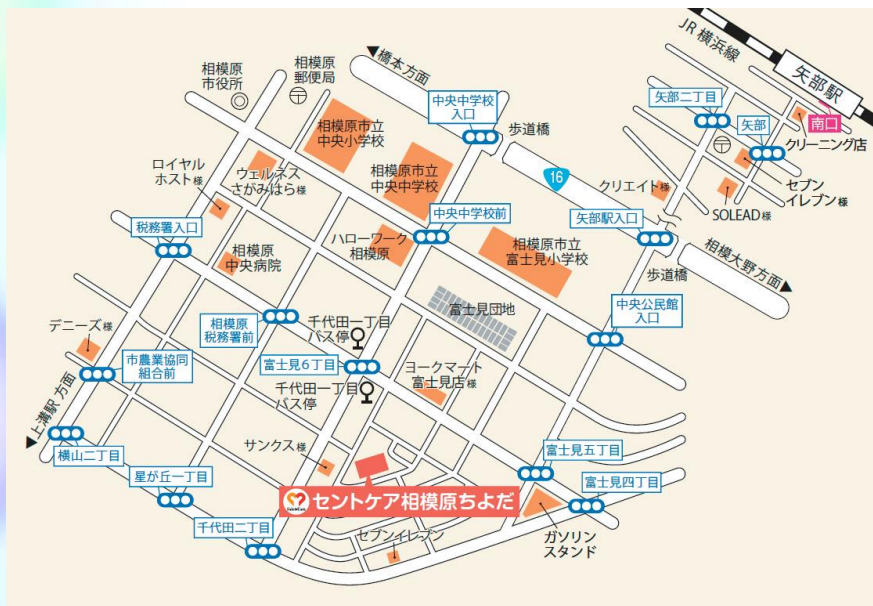 JR横浜線
矢部駅
南口
クリーニング店
矢部二丁目
矢部
セブン
イレブン様
SOLEAD様
クリエイト様
▼橋本方面
相模原
市役所
相模原
郵便局
中央中学校
入口
歩道橋
16
矢部駅入口
歩道橋
相模大野方面▲
相模原市立
中央小学校
相模原市立
中央中学校
ロイヤル
ホスト様
ウェルネス
さがみはら様
中央中学校前
ハローワーク
相模原
相模原市立
富士見小学校
税務署入口
相模原
中央病院
富士見団地
中央公民館
入口
相模原
税務署前
千代田一丁目
バス停
デニーズ様
市農業協同
組合前
富士見6丁目
ヨークマート
富士見店様
千代田一丁目
バス停
▼上溝駅方面
横山二丁目
サンクス様
富士見五丁目
星が丘一丁目
富士見四丁目
セントケア相模原ちよだ
千代田二丁目
セブンイレブン
ガソリン
スタンド